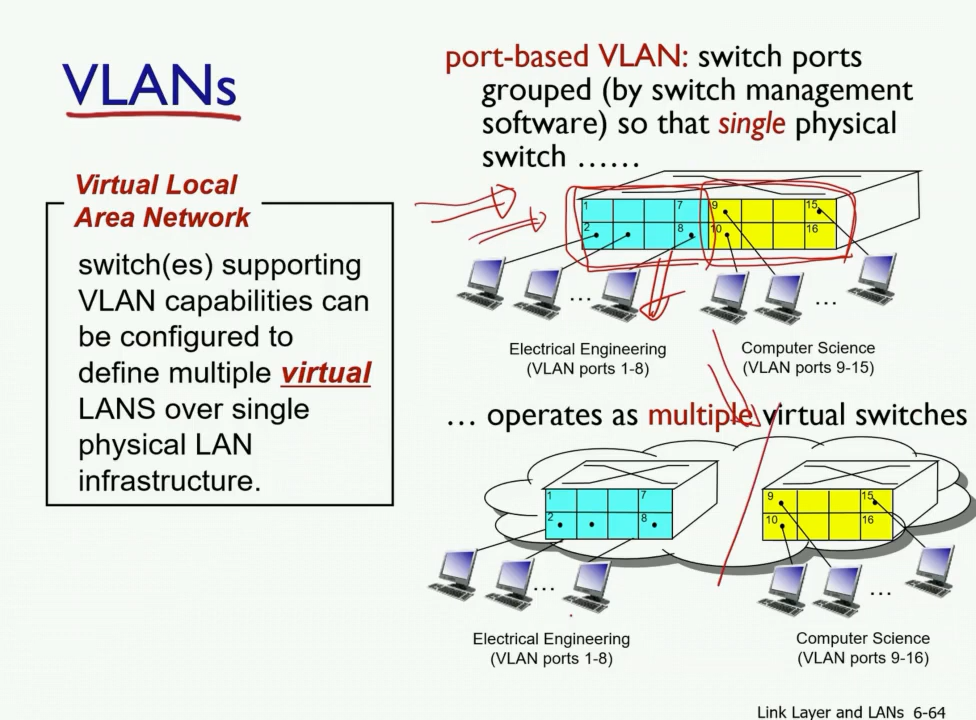 VLANs
Virtual Local
Area Network
switch(es) supporting
VLAN capabilities can
be configured to
define multiple virtual
LANS over single
physical LAN
infrastructure.
port-based VLAN: switch ports
grouped (by switch management
software) so that single physical
switch ……
1 7 9 15
2 8 10 16
… …
Electrical Engineering
(VLAN ports 1-8)
Computer Science
(VLAN ports 9-15)
… operates as multiple virtual switches
1 7
2 8
9 15
10 16
… …
Electrical Engineering
(VLAN ports 1-8)
Computer Science
(VLAN ports 9-16)
Link Layer and LANs 6-64